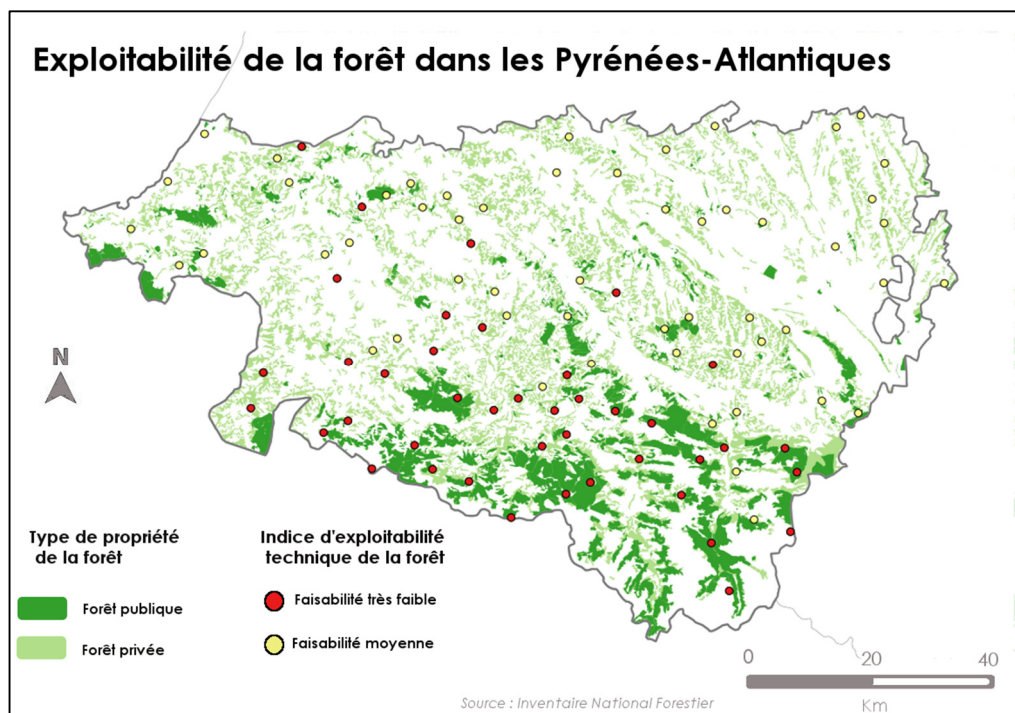 Exploitabilité de la forêt dans les Pyrénées-Atlantiques
N
Type de propriété
de la forêt
Forêt publique
Forêt privée
Indice d'exploitabilité
technique de la forêt
Faisabilité très faible
Faisabilité moyenne
0 20 40
Km
Source : Inventaire National Forestier